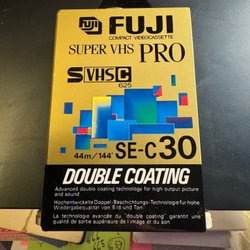 FUJI
FUJI
COMPACT VIDEOCASSETTE
SUPER VHS PRO
S VHS C
625
44m/144' SE-C30
DOUBLE COATING
Advanced double coating technology for high output picture
and sound
Hochentwickelte Doppel-Beschichtungs-Technologie für hohe
Wiedergabequalität von Bild und Ton
La technologie avancée du "double coating" garantit une
qualité de sortie supérieure de l'image et du son